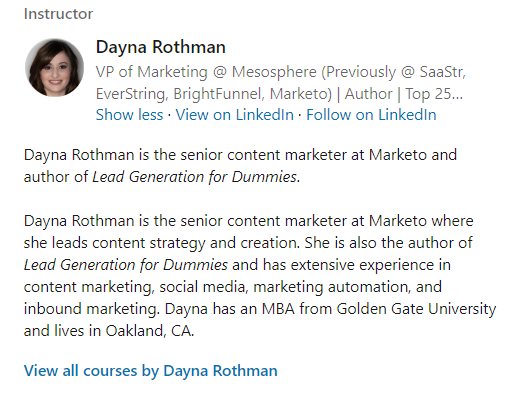 Instructor
Dayna Rothman
VP of Marketing @ Mesosphere (Previously @ SaaStr,
EverString, BrightFunnel, Marketo) | Author | Top 25...
Show less · View on LinkedIn · Follow on LinkedIn
Dayna Rothman is the senior content marketer at Marketo and
author of Lead Generation for Dummies.
Dayna Rothman is the senior content marketer at Marketo where
she leads content strategy and creation. She is also the author of
Lead Generation for Dummies and has extensive experience in
content marketing, social media, marketing automation, and
inbound marketing. Dayna has an MBA from Golden Gate University
and lives in Oakland, CA.
View all courses by Dayna Rothman